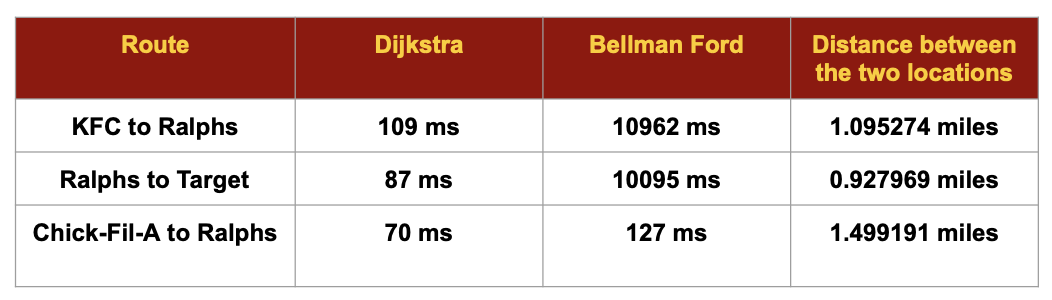 Route Dijkstra Bellman Ford Distance between
the two locations
KFC to Ralphs 109 ms 10962 ms 1.095274 miles
Ralphs to Target 87 ms 10095 ms 0.927969 miles
Chick-Fil-A to Ralphs 70 ms 127 ms 1.499191 miles